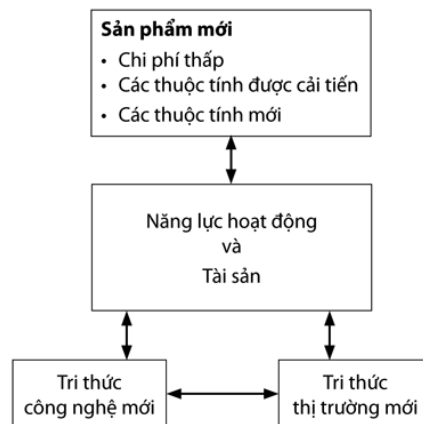 Sản phẩm mới
• Chi phí thấp
• Các thuộc tính được cải tiến
• Các thuộc tính mới
Năng lực hoạt động
và
Tài sản
Tri thức
công nghệ mới
Tri thức
thị trường mới